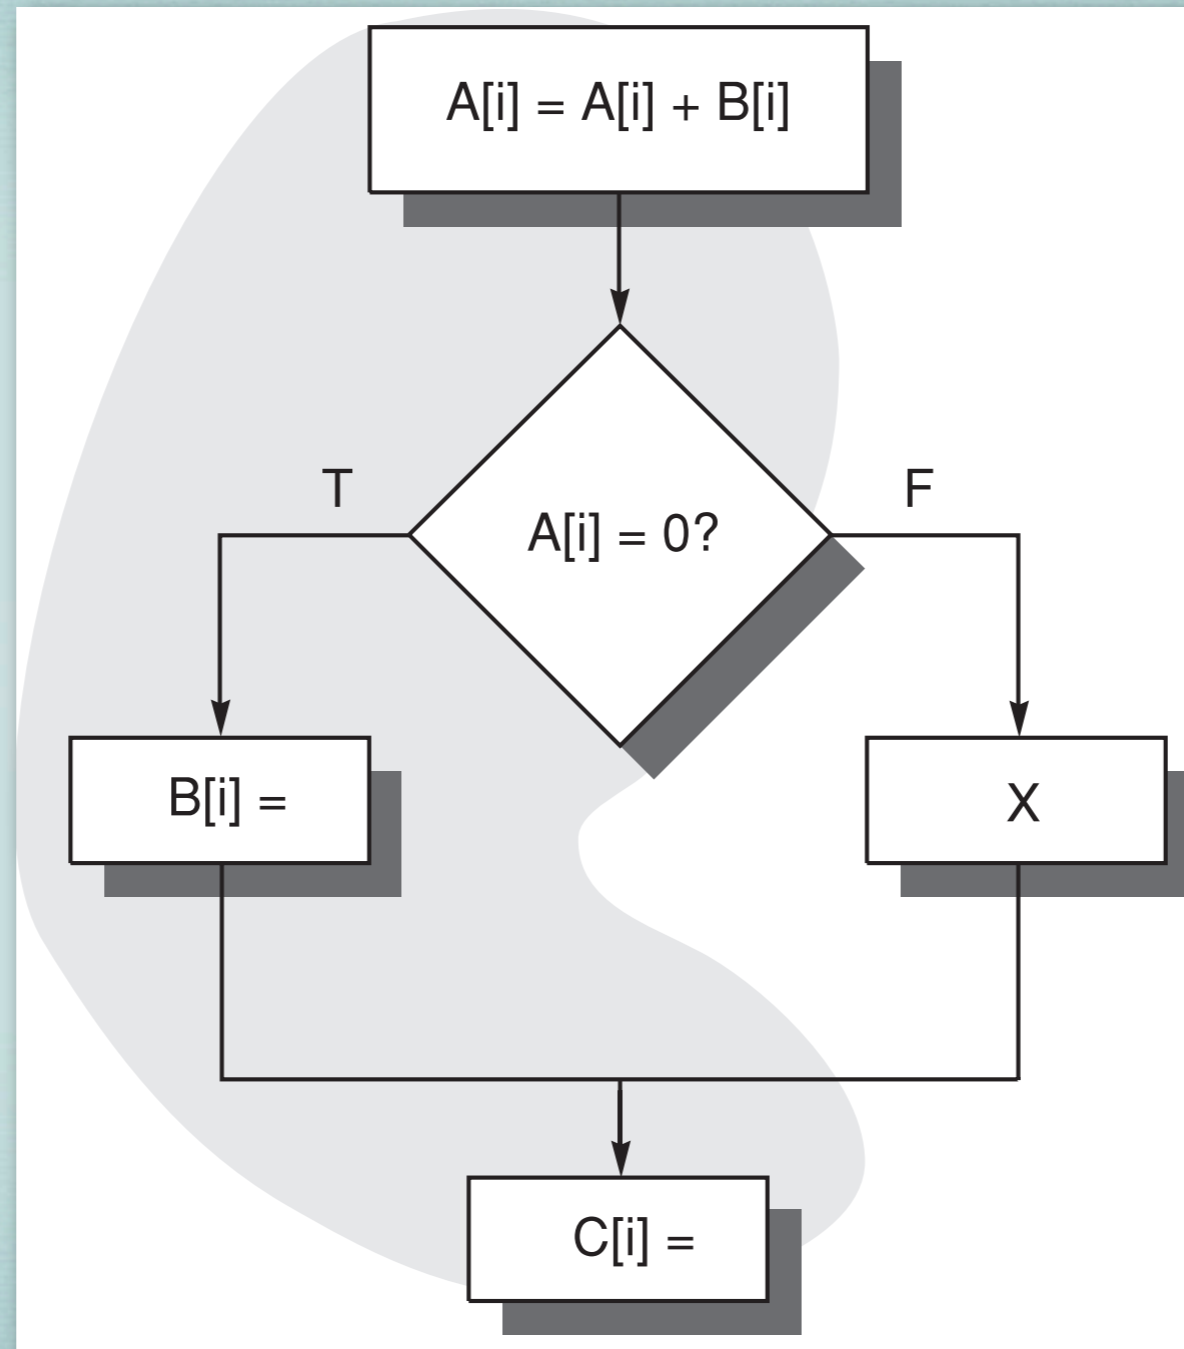 A[i] = A[i] + B[i]
T
F
A[i] = 0?
B[i] =
X
C[i] =